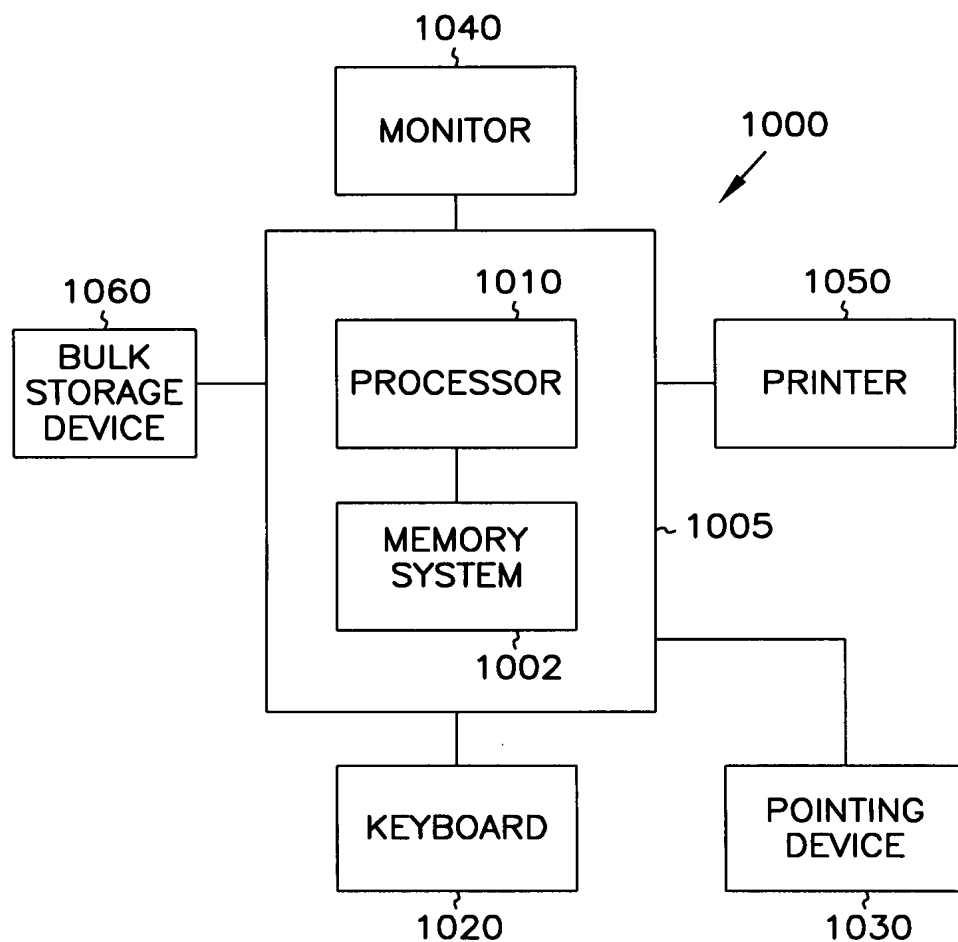 1040
MONITOR
1000
1060
BULK
STORAGE
DEVICE
1010
PROCESSOR
1050
PRINTER
MEMORY
SYSTEM
1005
1002
KEYBOARD
1020
POINTING
DEVICE
1030